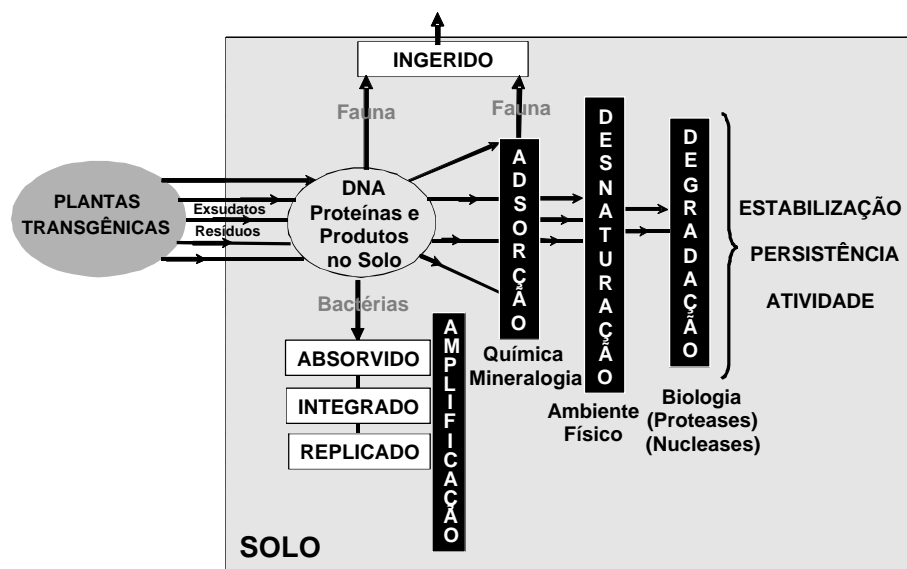 INGERIDO
Fauna
Fauna
PLANTAS
TRANSGÊNICAS
Exsudatos
Resíduos
DNA
Proteínas e
Produtos
no Solo
ADSORÇÃO
DESNATURAÇÃO
DEGRADAÇÃO
ESTABILIZAÇÃO
PERSISTÊNCIA
ATIVIDADE
Bactérias
ABSORVIDO
INTEGRADO
REPLICADO
AMPLIFICAÇÃO
Química
Mineralogia
Ambiente
Físico
Biologia
(Proteases)
(Nucleases)
SOLO